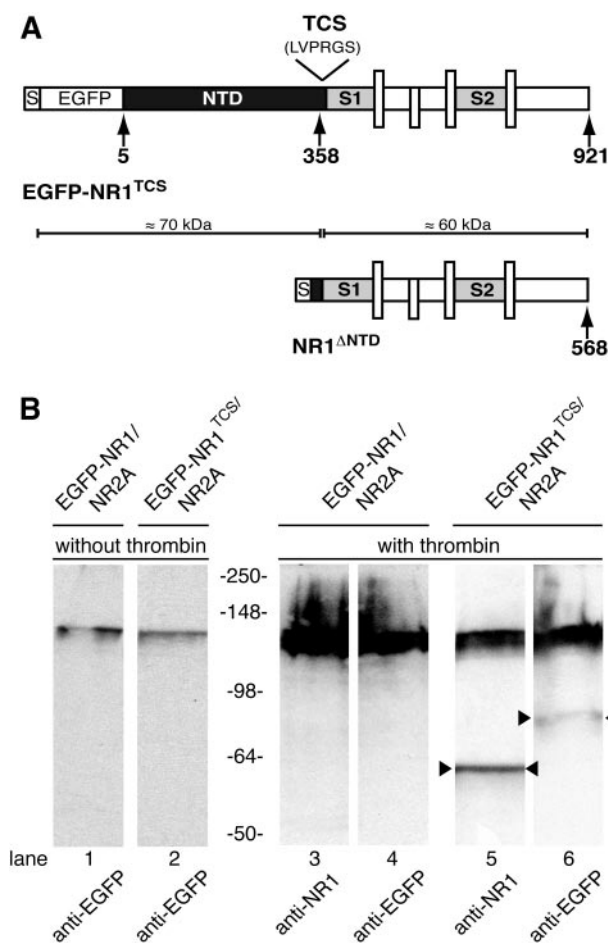 A
TCS
(LVPRGS)
S EGFP NTD S1 S2
5 358 921
EGFP-NR1TCS
≈ 70 kDa ≈ 60 kDa
S S1 S2
NR1ΔNTD
568
B
EGFP-NR1/
NR2A
EGFP-NR1TCS/
NR2A
EGFP-NR1/
NR2A
EGFP-NR1TCS/
NR2A
without thrombin with thrombin
-250-
-148-
-98-
-64-
-50-
lane 1 2 3 4 5 6
anti-EGFP anti-EGFP anti-NR1 anti-EGFP anti-NR1 anti-EGFP